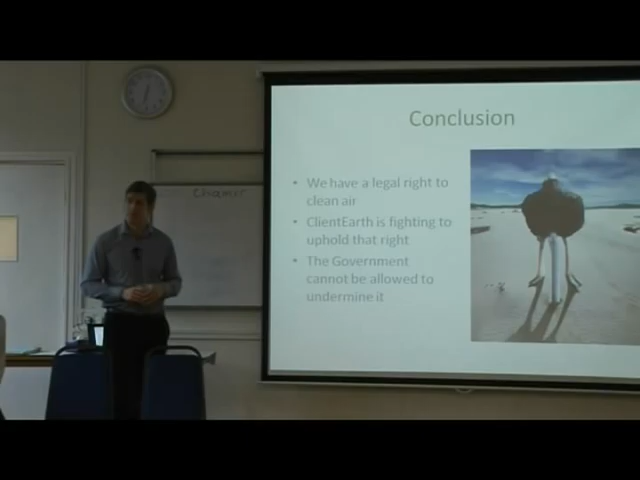 Conclusion
• We have a legal right to
clean air
• ClientEarth is fighting to
uphold that right
• The Government
cannot be allowed to
undermine it